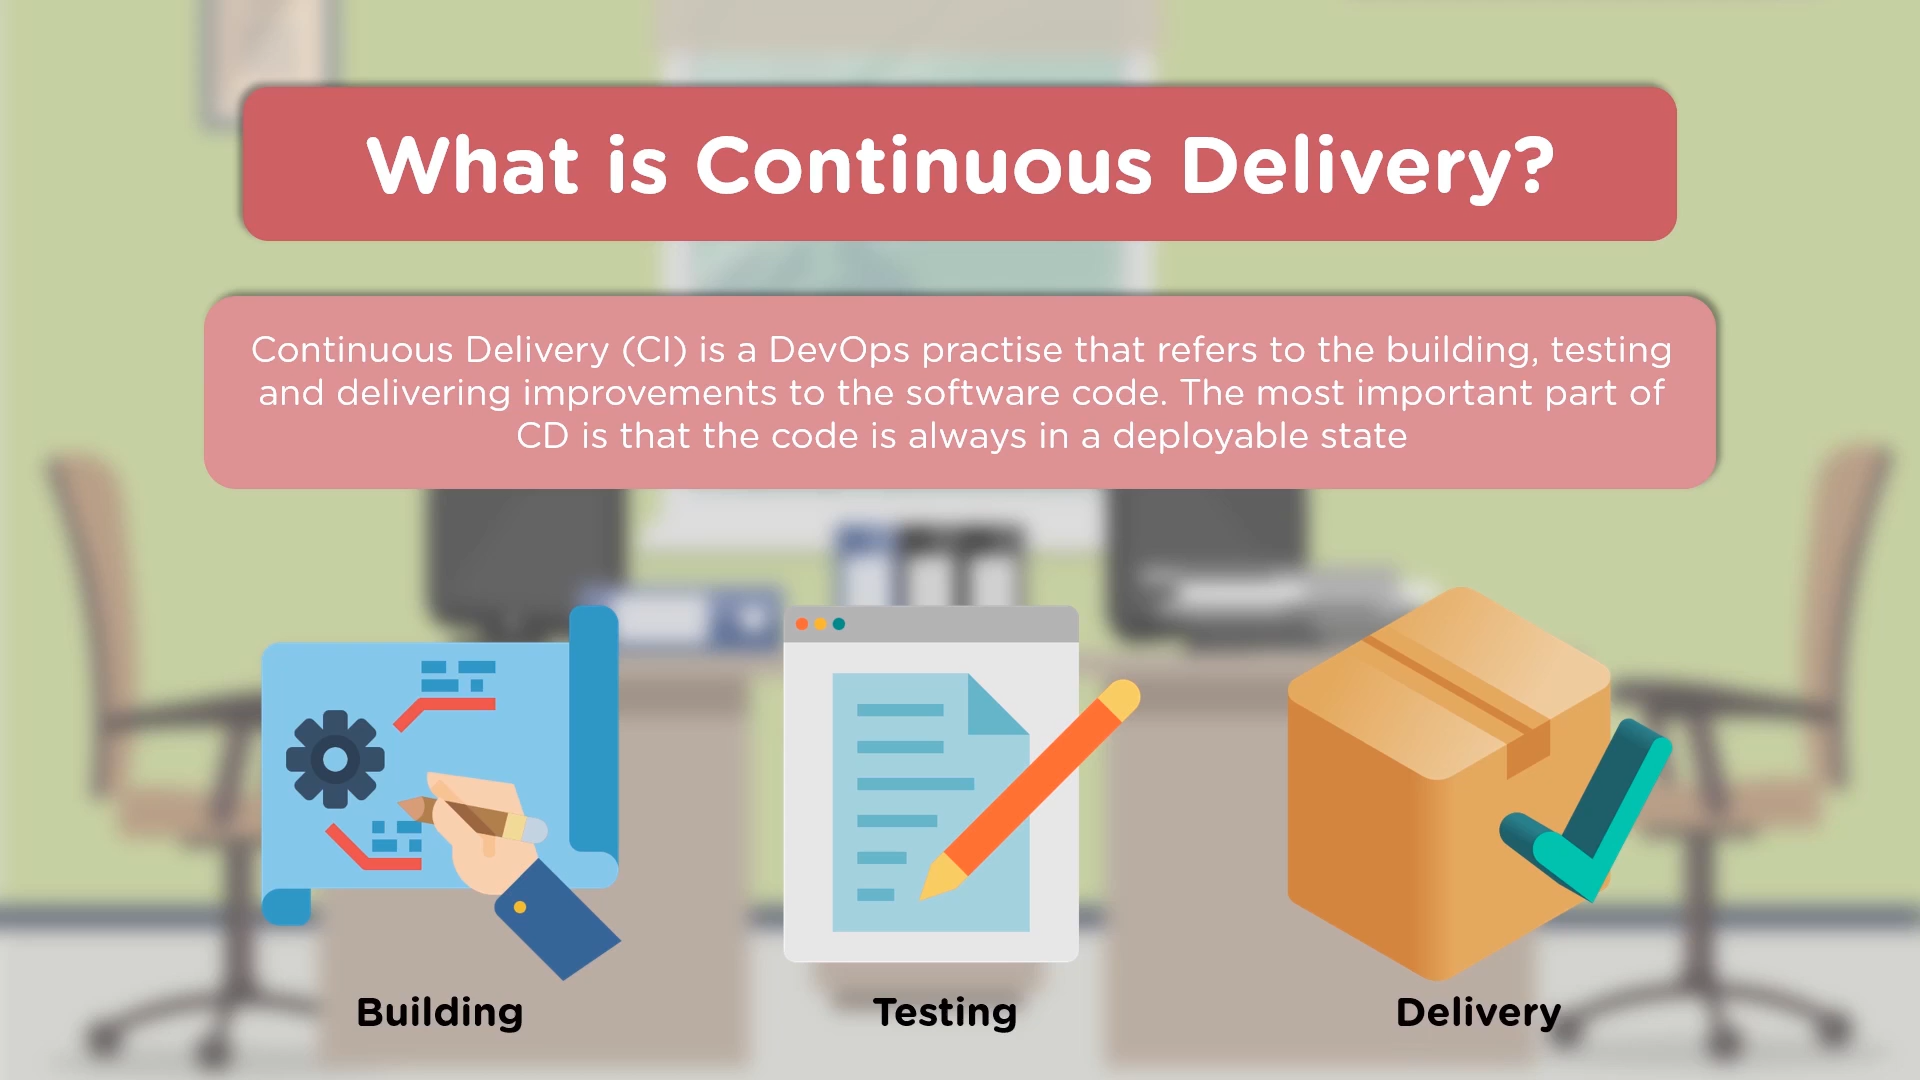 What is Continuous Delivery?
Continuous Delivery (CI) is a DevOps practise that refers to the building, testing
and delivering improvements to the software code. The most important part of
CD is that the code is always in a deployable state
Building
Testing
Delivery